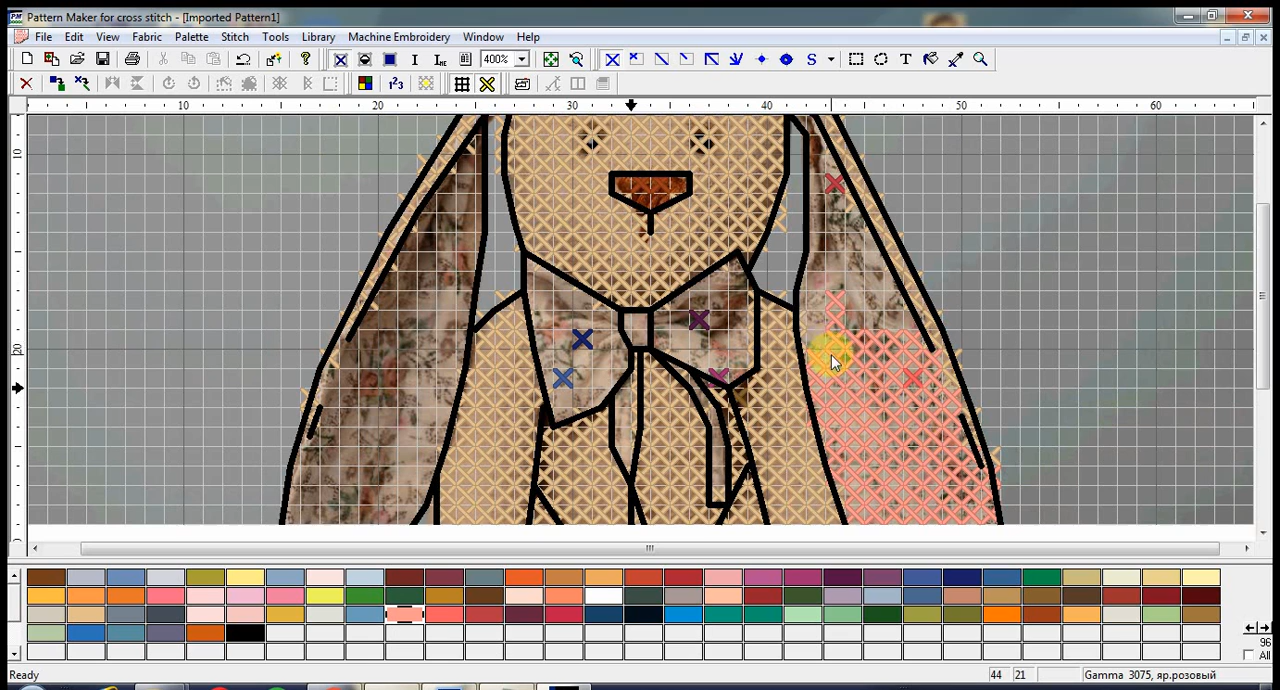 Pattern Maker for cross stitch - [Imported Pattern1]
File Edit View Fabric Palette Stitch Tools Library Machine Embroidery Window Help
400% S T
1²3
10 20 30 40 50 60
10
20
96
All
Ready 44 21 Gamma 3075, яр.розовый